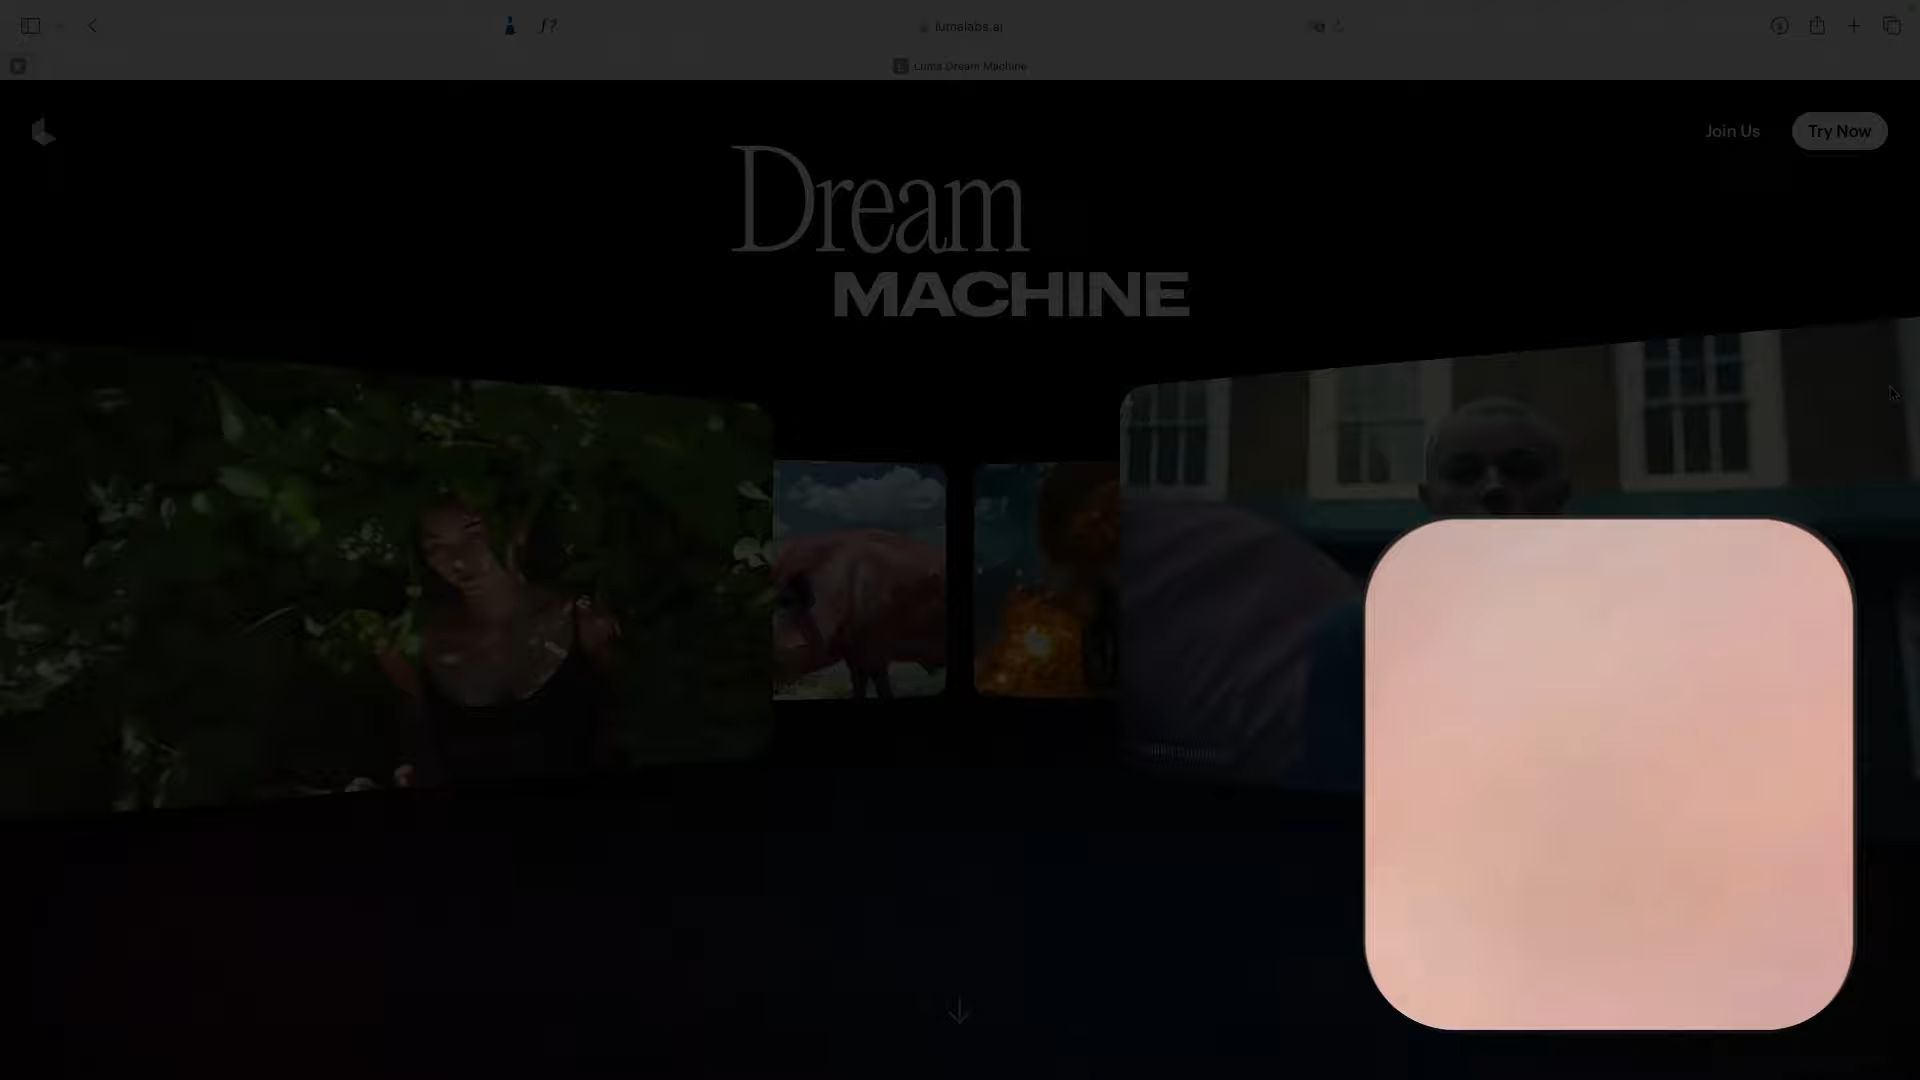 f?
lumalabs.ai
Luma Dream Machine
Join Us
Try Now
Dream
MACHINE